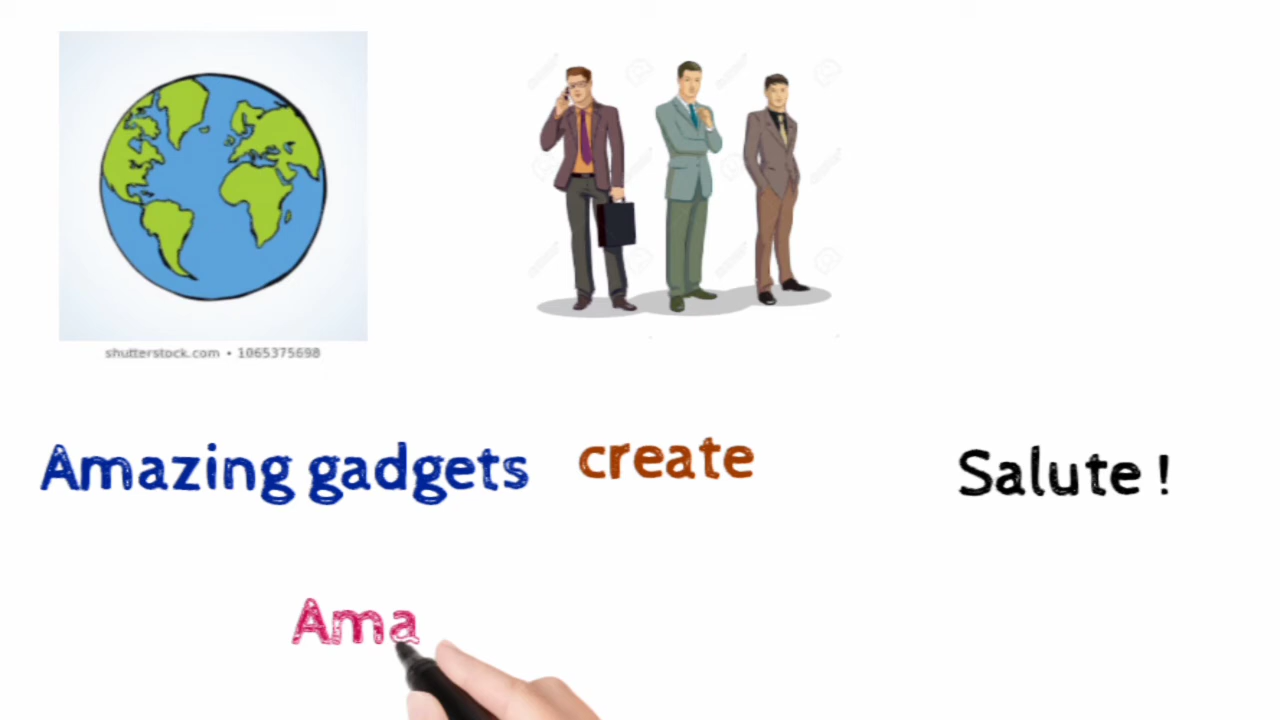 shutterstock.com • 1065375698
Amazing gadgets create Salute !
Ama